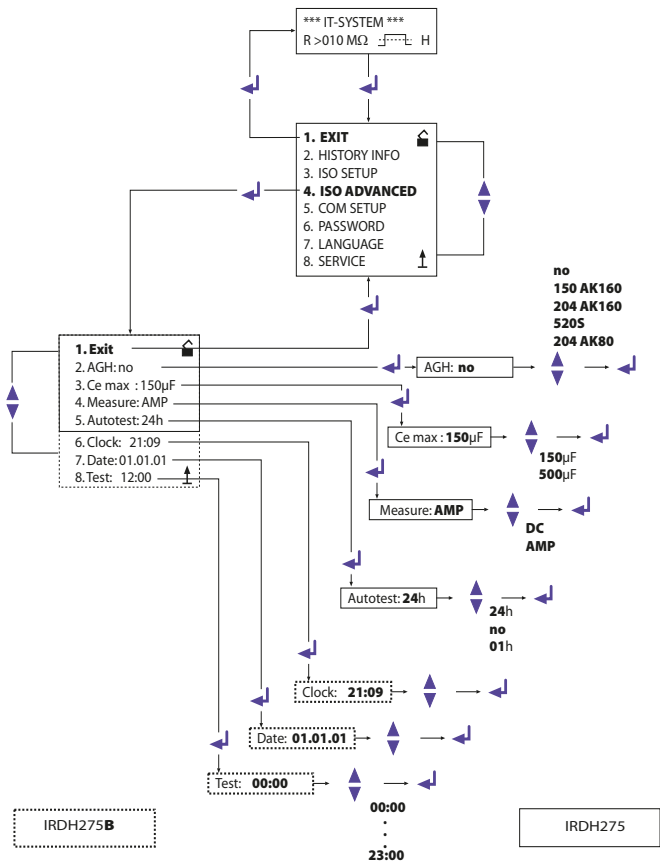 *** IT-SYSTEM ***
R >010 MΩ H
1. EXIT
2. HISTORY INFO
3. ISO SETUP
4. ISO ADVANCED
5. COM SETUP
6. PASSWORD
7. LANGUAGE
8. SERVICE
1. Exit
2. AGH: no
3. Ce max : 150µF
4. Measure: AMP
5. Autotest: 24h
6. Clock: 21:09
7. Date: 01.01.01
8. Test: 12:00
no
150 AK160
204 AK160
520S
204 AK80
AGH: no
Ce max : 150µF
150µF
500µF
Measure: AMP
DC
AMP
Autotest: 24h
24h
no
01h
Clock: 21:09
Date: 01.01.01
Test: 00:00
00:00
.
.
.
23:00
IRDH275B
IRDH275